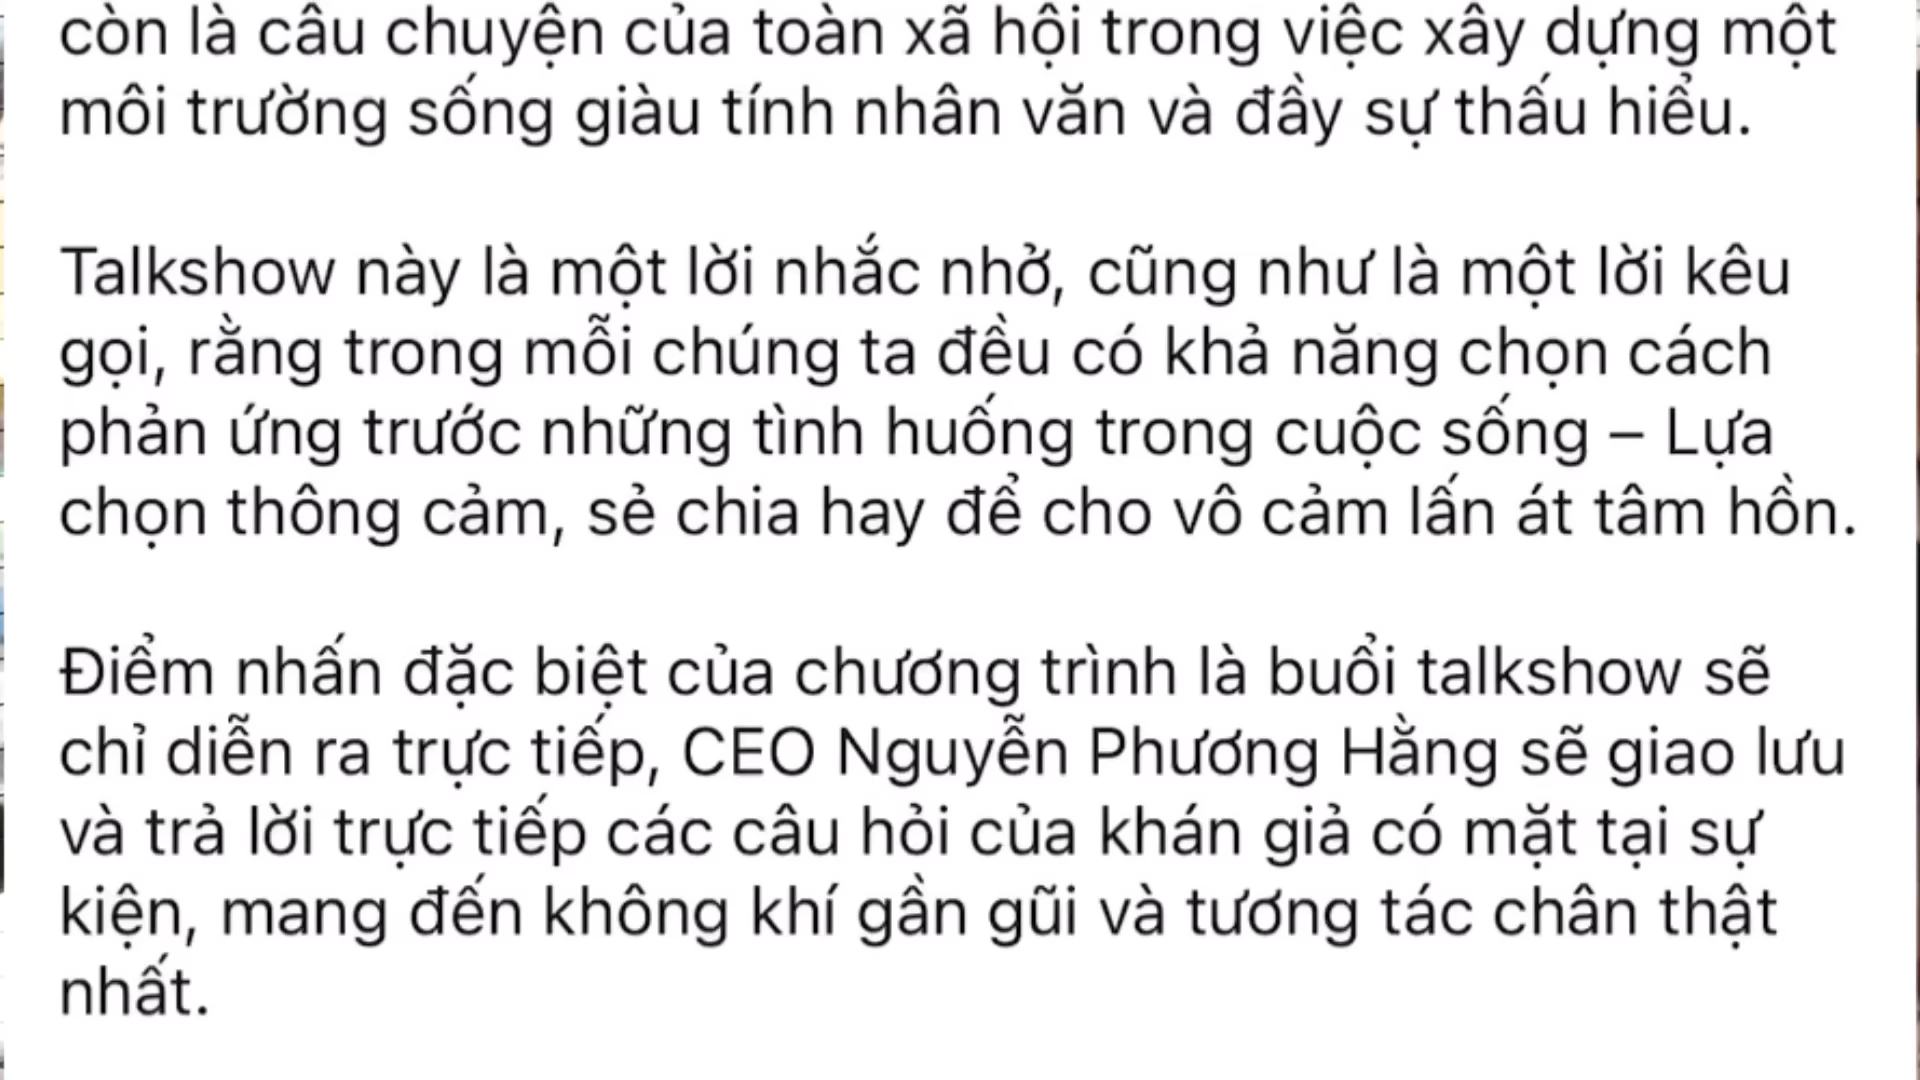 còn là câu chuyện của toàn xã hội trong việc xây dựng một
môi trường sống giàu tính nhân văn và đầy sự thấu hiểu.
Talkshow này là một lời nhắc nhở, cũng như là một lời kêu
gọi, rằng trong mỗi chúng ta đều có khả năng chọn cách
phản ứng trước những tình huống trong cuộc sống – Lựa
chọn thông cảm, sẻ chia hay để cho vô cảm lấn át tâm hồn.
Điểm nhấn đặc biệt của chương trình là buổi talkshow sẽ
chỉ diễn ra trực tiếp, CEO Nguyễn Phương Hằng sẽ giao lưu
và trả lời trực tiếp các câu hỏi của khán giả có mặt tại sự
kiện, mang đến không khí gần gũi và tương tác chân thật
nhất.